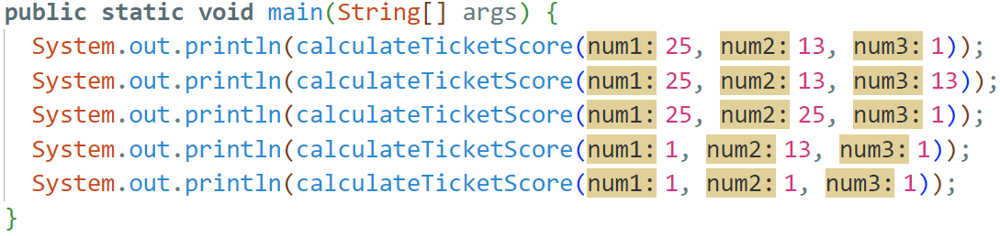 public static void main(String[] args) {
System.out.println(calculateTicketScore(num1: 25, num2: 13, num3: 1));
System.out.println(calculateTicketScore(num1: 25, num2: 13, num3: 13));
System.out.println(calculateTicketScore(num1: 25, num2: 25, num3: 1));
System.out.println(calculateTicketScore(num1: 1, num2: 13, num3: 1));
System.out.println(calculateTicketScore(num1: 1, num2: 1, num3: 1));
}